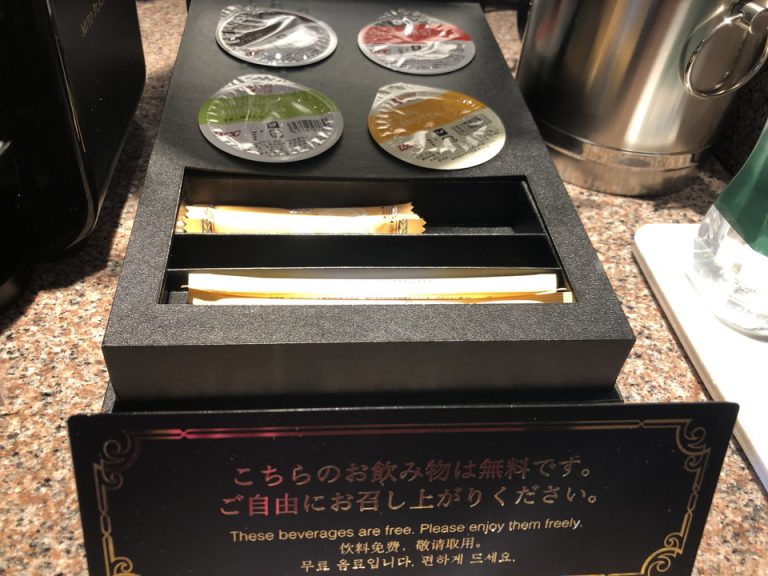 こちらのお飲み物は無料です。
ご自由にお召し上がりください。
These beverages are free. Please enjoy them freely.
饮料免费，敬请取用。
무료 음료입니다. 편하게 드세요.